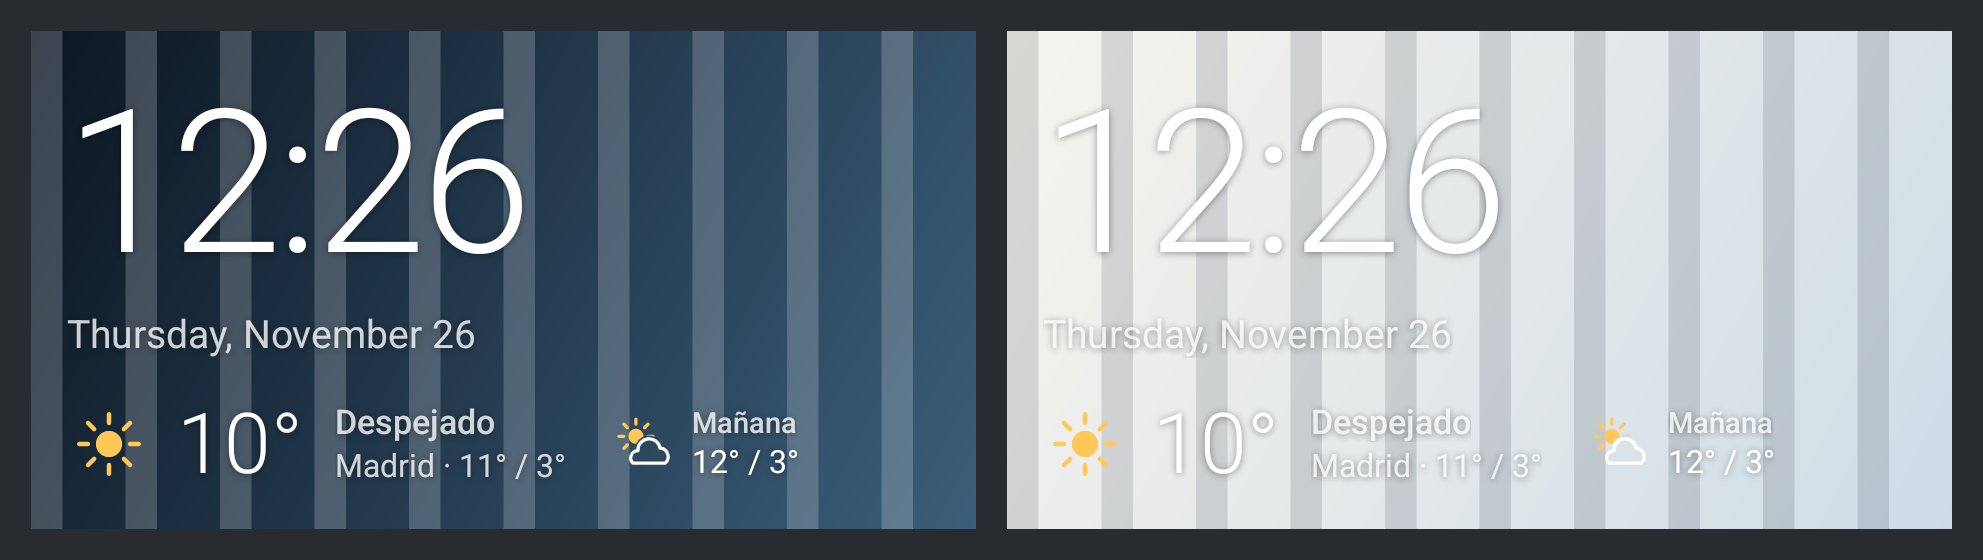 12:26
Thursday, November 26
10°
Despejado
Madrid · 11° / 3°
Mañana
12° / 3°
12:26
Thursday, November 26
10°
Despejado
Madrid · 11° / 3°
Mañana
12° / 3°